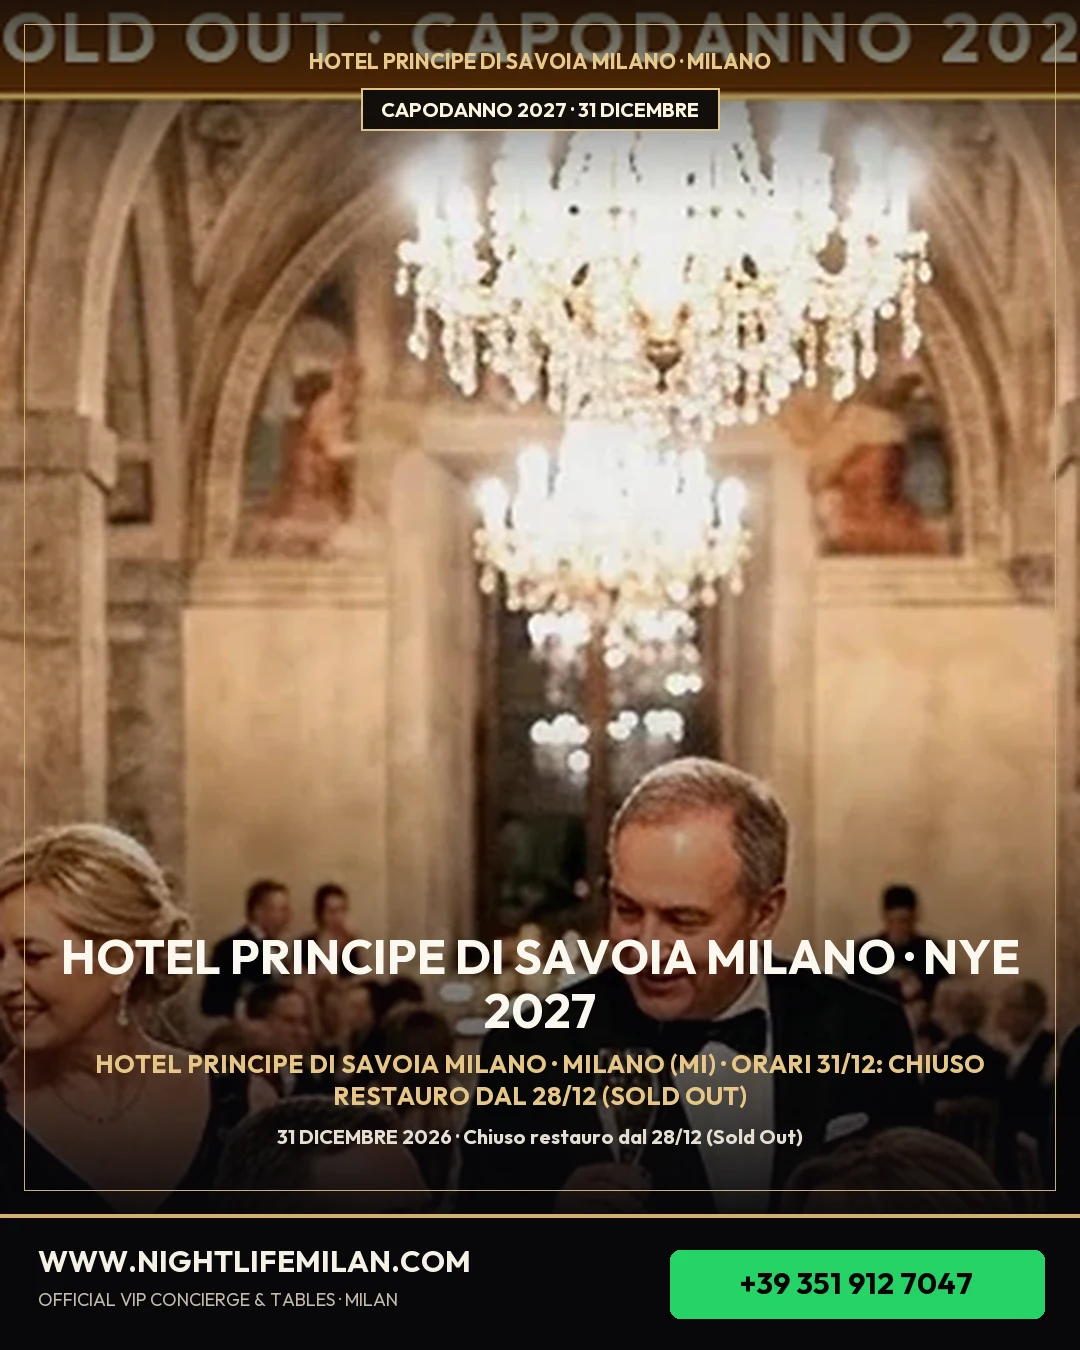 OLD OUT · CAPODANNO 202
HOTEL PRINCIPE DI SAVOIA MILANO · MILANO
CAPODANNO 2027 · 31 DICEMBRE
HOTEL PRINCIPE DI SAVOIA MILANO · NYE
2027
HOTEL PRINCIPE DI SAVOIA MILANO · MILANO (MI) · ORARI 31/12: CHIUSO
RESTAURO DAL 28/12 (SOLD OUT)
31 DICEMBRE 2026 · Chiuso restauro dal 28/12 (Sold Out)
WWW.NIGHTLIFEMILAN.COM
OFFICIAL VIP CONCIERGE & TABLES · MILAN
+39 351 912 7047